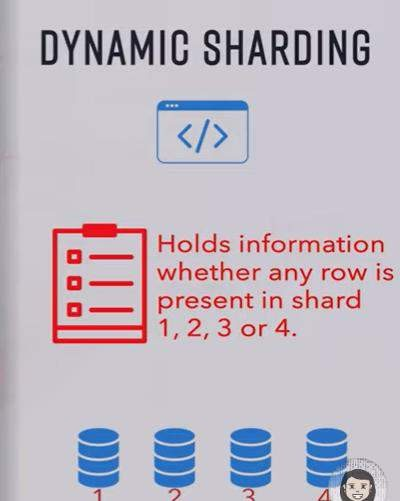 DYNAMIC SHARDING
</>
Holds information
whether any row is
present in shard
1, 2, 3 or 4.
1 2 3 4